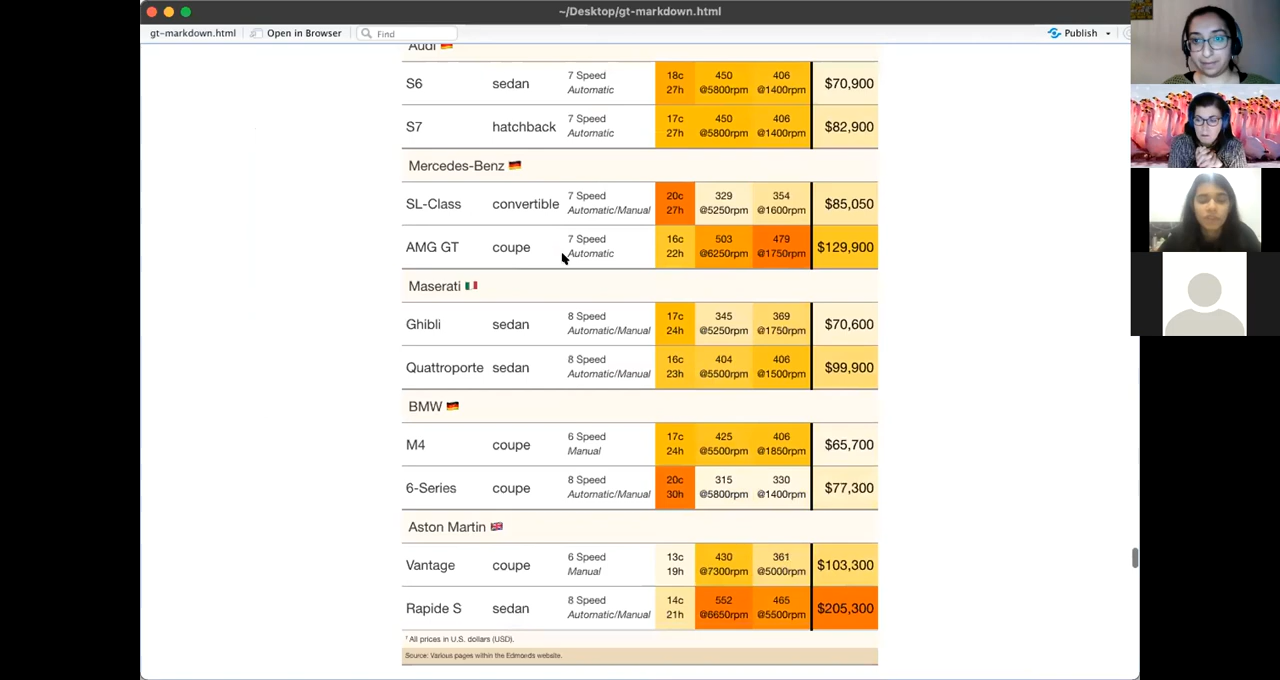 ~/Desktop/gt-markdown.html
gt-markdown.html Open in Browser Find Publish
Audi
S6 sedan 7 Speed Automatic 18c 27h 450 @5800rpm 406 @1400rpm $70,900
S7 hatchback 7 Speed Automatic 17c 27h 450 @5800rpm 406 @1400rpm $82,900
Mercedes-Benz
SL-Class convertible 7 Speed Automatic/Manual 20c 27h 329 @5250rpm 354 @1600rpm $85,050
AMG GT coupe 7 Speed Automatic 16c 22h 503 @6250rpm 479 @1750rpm $129,900
Maserati
Ghibli sedan 8 Speed Automatic/Manual 17c 24h 345 @5250rpm 369 @1750rpm $70,600
Quattroporte sedan 8 Speed Automatic/Manual 16c 23h 404 @5500rpm 406 @1500rpm $99,900
BMW
M4 coupe 6 Speed Manual 17c 24h 425 @5500rpm 406 @1850rpm $65,700
6-Series coupe 8 Speed Automatic/Manual 20c 30h 315 @5800rpm 330 @1400rpm $77,300
Aston Martin
Vantage coupe 6 Speed Manual 13c 19h 430 @7300rpm 361 @5000rpm $103,300
Rapide S sedan 8 Speed Automatic/Manual 14c 21h 552 @6650rpm 465 @5500rpm $205,300
¹ All prices in U.S. dollars (USD).
Source: Various pages within the Edmonds website.